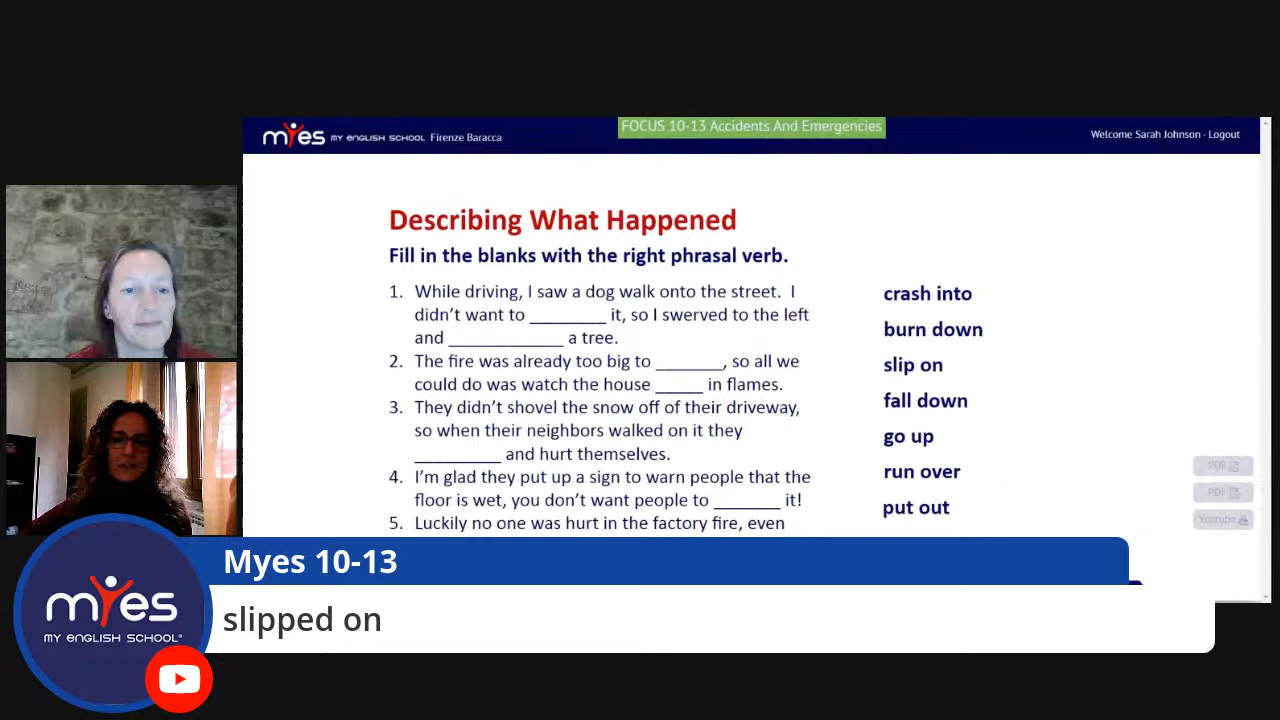 myes MY ENGLISH SCHOOL Firenze Baracca
FOCUS 10-13 Accidents And Emergencies
Welcome Sarah Johnson - Logout
Describing What Happened
Fill in the blanks with the right phrasal verb.
1. While driving, I saw a dog walk onto the street. I
didn't want to ________ it, so I swerved to the left
and ____________ a tree.
2. The fire was already too big to _______, so all we
could do was watch the house _____ in flames.
3. They didn't shovel the snow off of their driveway,
so when their neighbors walked on it they
_________ and hurt themselves.
4. I'm glad they put up a sign to warn people that the
floor is wet, you don't want people to _______ it!
5. Luckily no one was hurt in the factory fire, even
crash into
burn down
slip on
fall down
go up
run over
put out
PDF
PDF
Youtube
Myes 10-13
slipped on
myes
MY ENGLISH SCHOOL